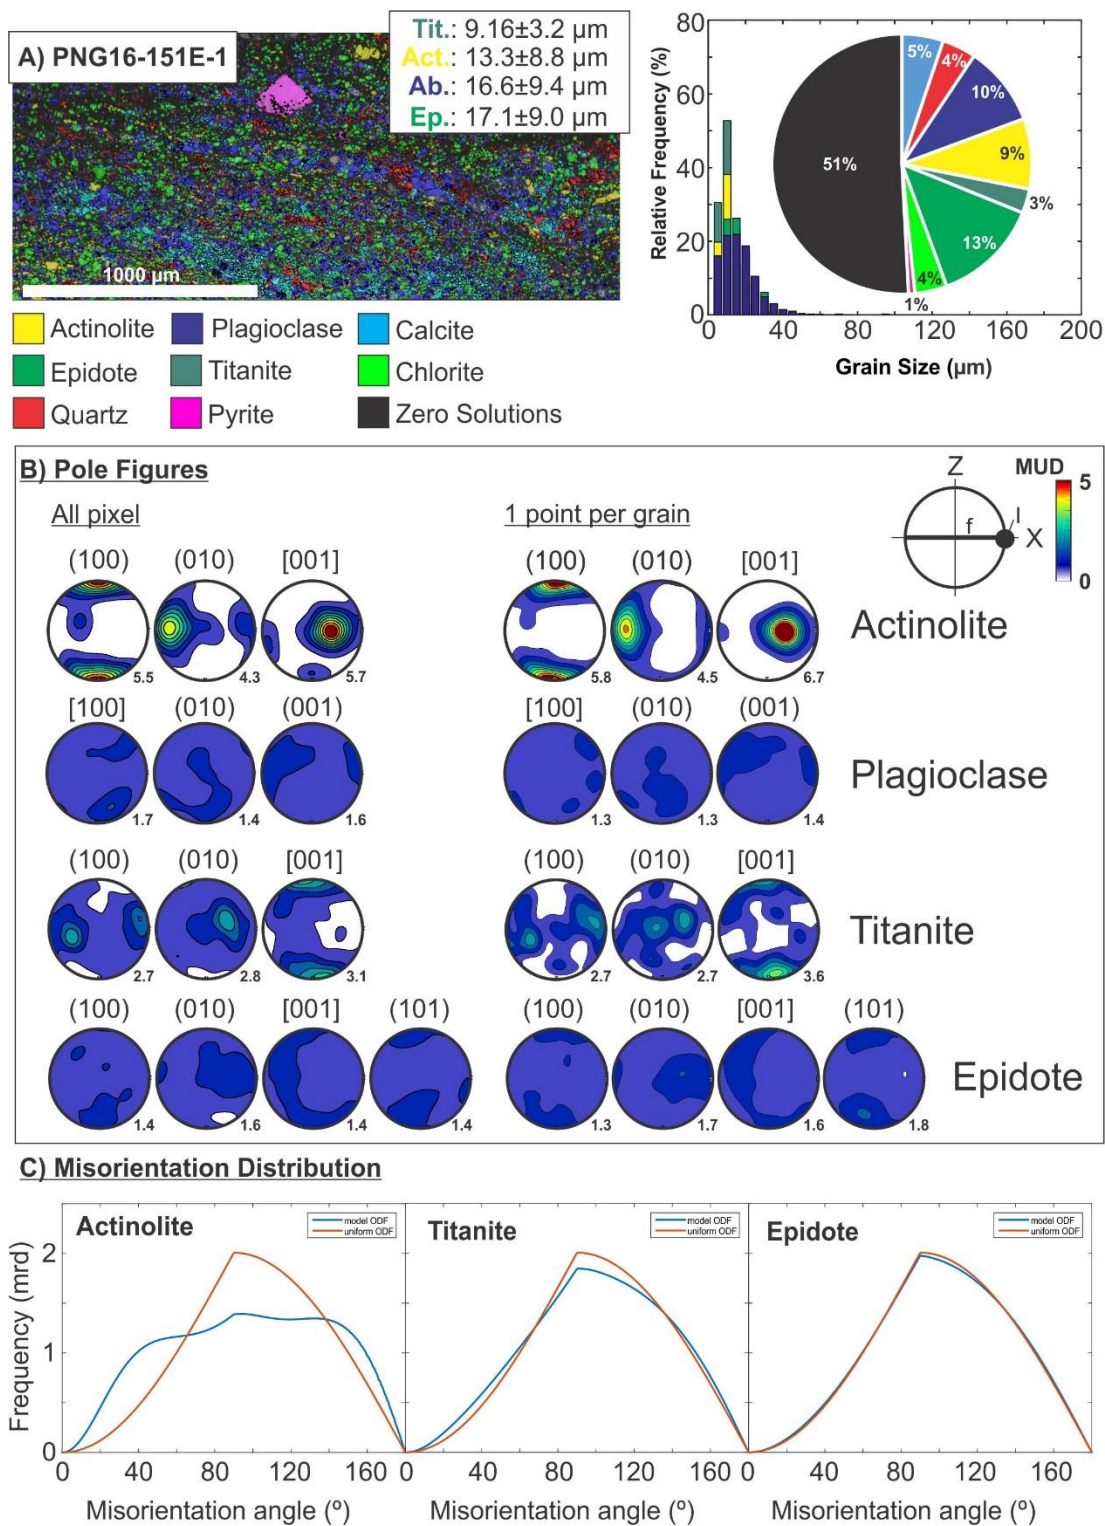 A) PNG16-151E-1
Tit.: 9.16±3.2 µm
Act.: 13.3±8.8 µm
Ab.: 16.6±9.4 µm
Ep.: 17.1±9.0 µm
1000 µm
Actinolite
Plagioclase
Calcite
Epidote
Titanite
Chlorite
Quartz
Pyrite
Zero Solutions
Relative Frequency (%)
80
60
40
20
0
0
40
80
120
160
200
Grain Size (µm)
5%
4%
10%
9%
3%
13%
4%
1%
51%
B) Pole Figures
Z
f
l
X
MUD
5
0
All pixel
1 point per grain
(100) (010) [001]
5.5 4.3 5.7
(100) (010) [001]
5.8 4.5 6.7
Actinolite
[100] (010) (001)
1.7 1.4 1.6
[100] (010) (001)
1.3 1.3 1.4
Plagioclase
(100) (010) [001]
2.7 2.8 3.1
(100) (010) [001]
2.7 2.7 3.6
Titanite
(100) (010) [001] (101)
1.4 1.6 1.4 1.4
(100) (010) [001] (101)
1.3 1.7 1.6 1.8
Epidote
C) Misorientation Distribution
Frequency (mrd)
2
1
0
Actinolite
model ODF
uniform ODF
0 40 80 120 160
Misorientation angle (º)
Titanite
model ODF
uniform ODF
0 40 80 120 160
Misorientation angle (º)
Epidote
model ODF
uniform ODF
0 40 80 120 160
Misorientation angle (º)